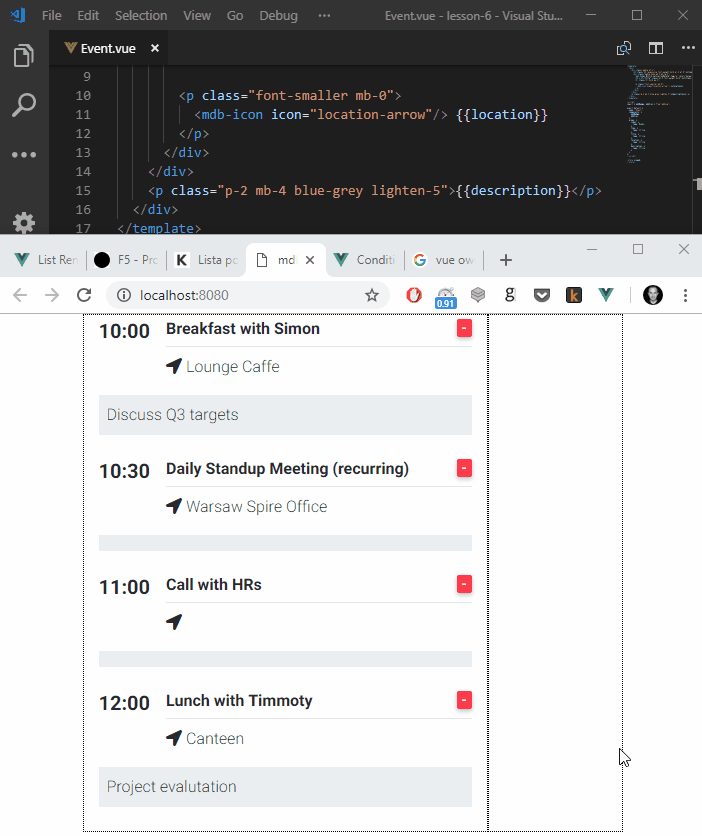 File Edit Selection View Go Debug ··· Event.vue - lesson-6 - Visual Stu...
Event.vue
9
10 <p class="font-smaller mb-0">
11 <mdb-icon icon="location-arrow"/> {{location}}
12 </p>
13 </div>
14 </div>
15 <p class="p-2 mb-4 blue-grey lighten-5">{{description}}</p>
16 </div>
17 </template>
List Ren F5 - Pro Lista po mdl Conditi vue ow
localhost:8080
0.91
10:00 Breakfast with Simon -
Lounge Caffe
Discuss Q3 targets
10:30 Daily Standup Meeting (recurring) -
Warsaw Spire Office
11:00 Call with HRs -
12:00 Lunch with Timmoty -
Canteen
Project evalutation